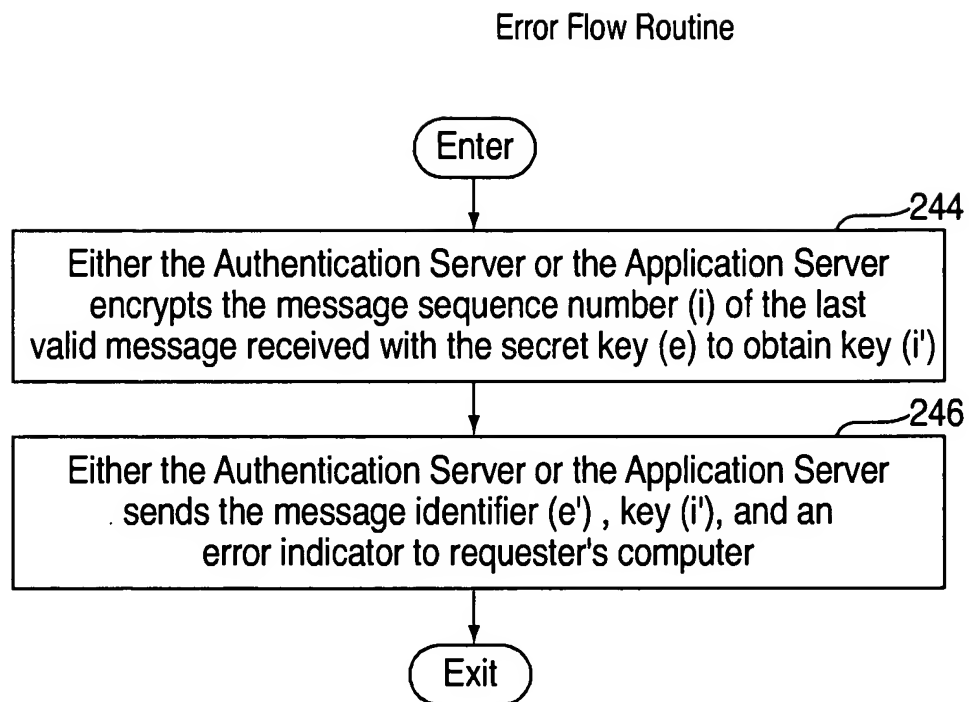 Error Flow Routine
Enter
244
Either the Authentication Server or the Application Server
encrypts the message sequence number (i) of the last
valid message received with the secret key (e) to obtain key (i')
246
Either the Authentication Server or the Application Server
sends the message identifier (e') , key (i'), and an
error indicator to requester's computer
Exit